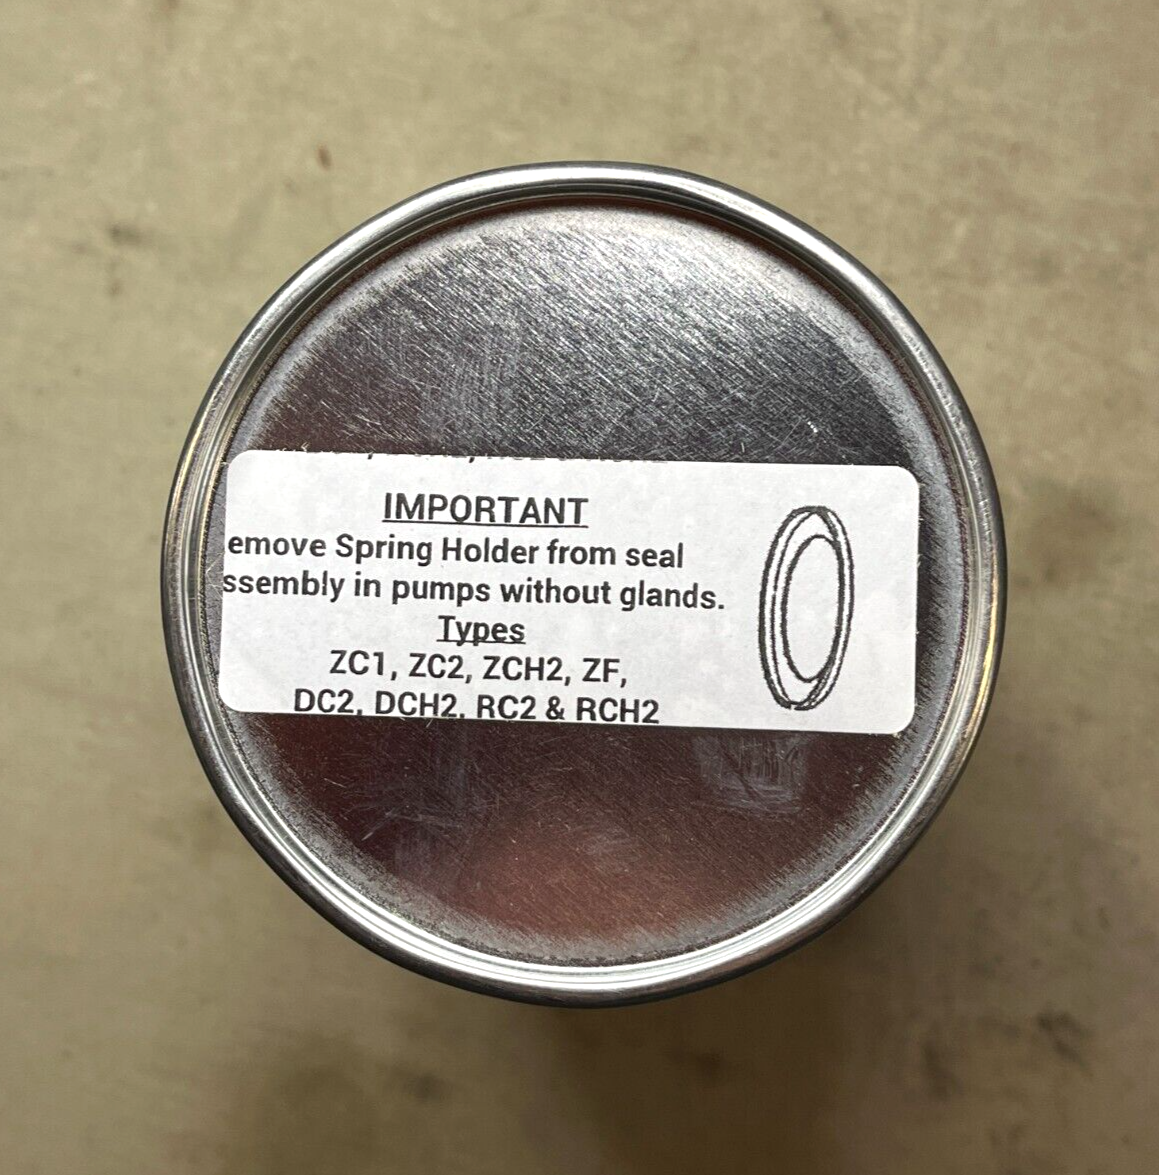 IMPORTANT
emove Spring Holder from seal
ssembly in pumps without glands.
Types
ZC1, ZC2, ZCH2, ZF,
DC2, DCH2, RC2 & RCH2